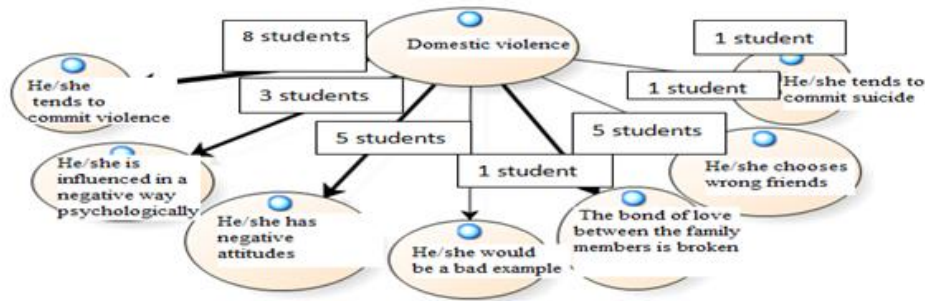 Domestic violence
8 students
1 student
He/she
tends to
commit violence
3 students
1 student
He/she tends to
commit suicide
5 students
5 students
He/she is
influenced in a
negative way
psychologically
1 student
He/she chooses
wrong friends
He/she has
negative
attitudes
He/she would
be a bad example
The bond of love
between the family
members is broken